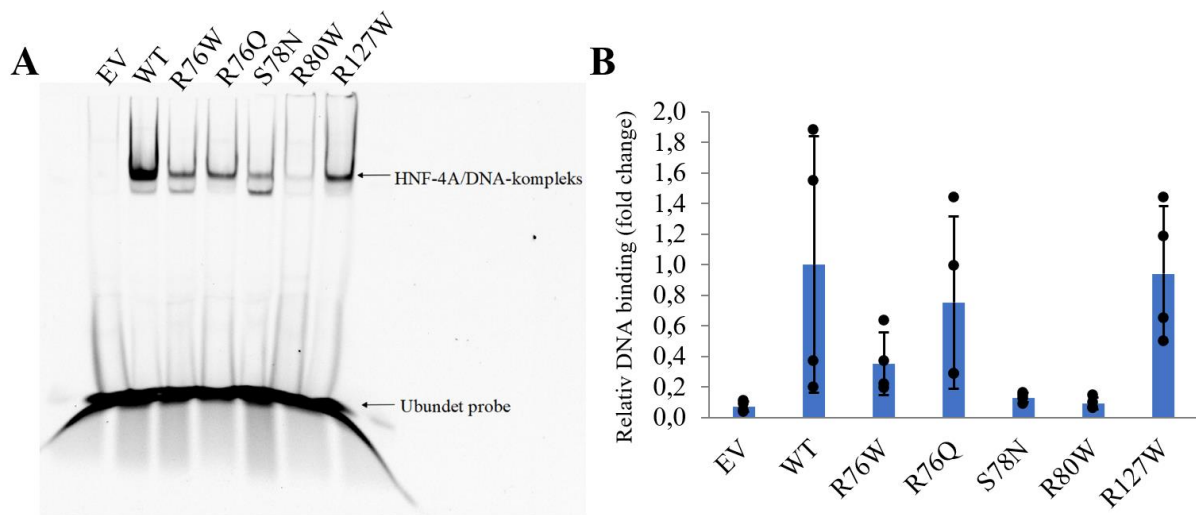 A
EV
WT
R76W
R76Q
S78N
R80W
R127W
HNF-4A/DNA-kompleks
Ubundet probe
B
Relativ DNA binding (fold change)
2,0
1,8
1,6
1,4
1,2
1,0
0,8
0,6
0,4
0,2
0,0
EV
WT
R76W
R76Q
S78N
R80W
R127W